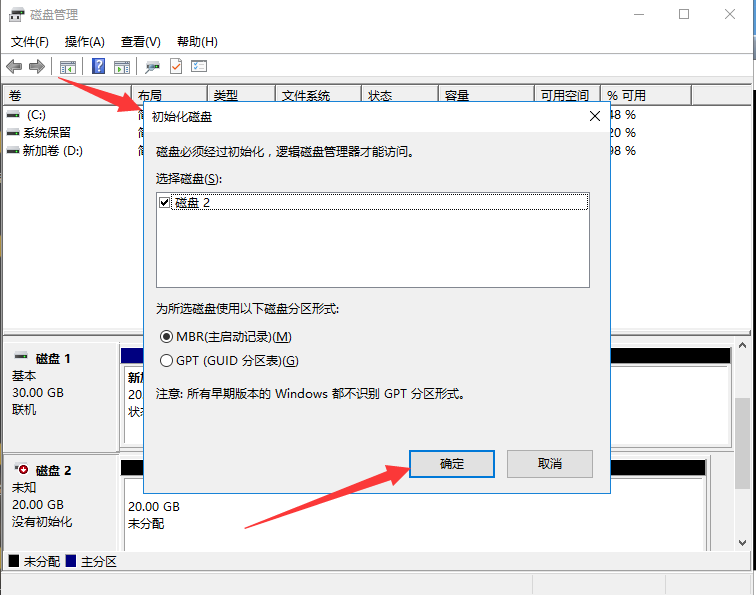 磁盘管理
文件(F) 操作(A) 查看(V) 帮助(H)
卷 布局 类型 文件系统 状态 容量 可用空间 % 可用
(C:) 48 %
系统保留 20 %
新加卷 (D:) 98 %
初始化磁盘
磁盘必须经过初始化，逻辑磁盘管理器才能访问。
选择磁盘(S):
磁盘 2
为所选磁盘使用以下磁盘分区形式:
MBR(主启动记录)(M)
GPT (GUID 分区表)(G)
注意: 所有早期版本的 Windows 都不识别 GPT 分区形式。
确定 取消
磁盘 1
基本
30.00 GB
联机
磁盘 2
未知
20.00 GB
没有初始化
20.00 GB
未分配
未分配 主分区